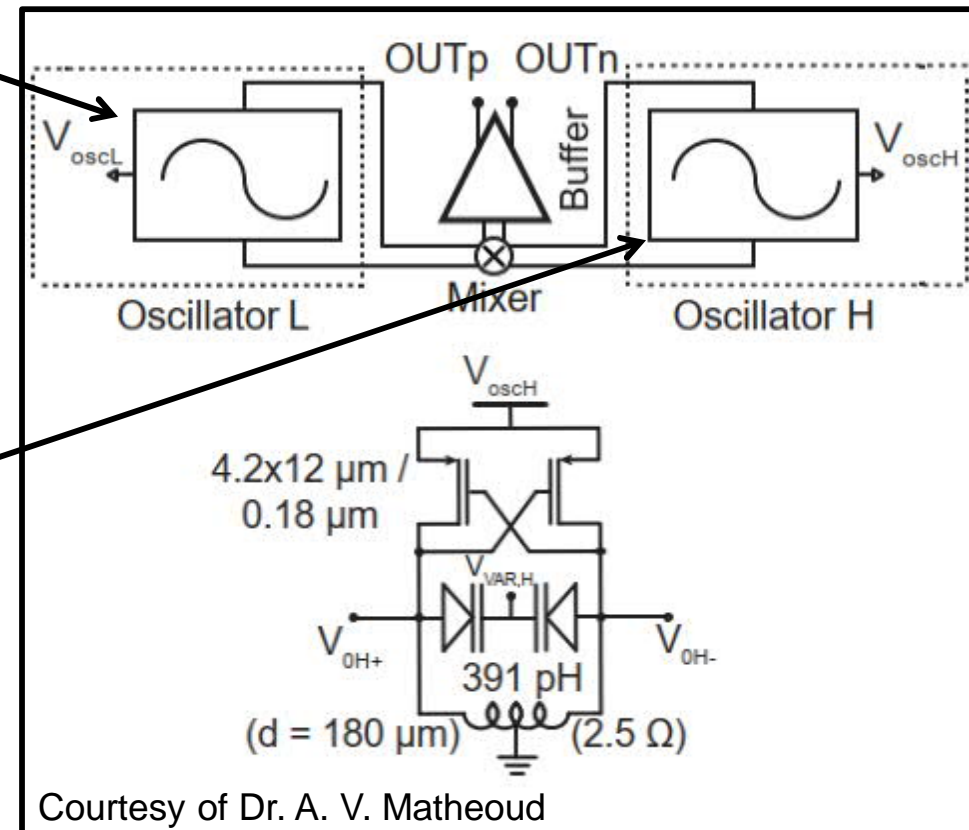 OUTp OUTn
VoscL
Buffer
VoscH
Mixer
Oscillator L
Oscillator H
VoscH
4.2x12 µm /
0.18 µm
VVAR,H
V0H+
V0H-
391 pH
(d = 180 µm)
(2.5 Ω)
Courtesy of Dr. A. V. Matheoud